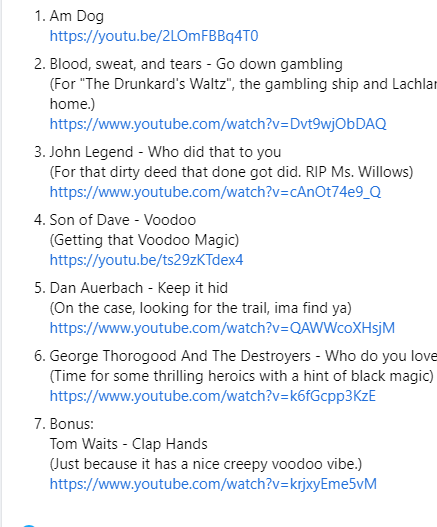 1. Am Dog
https://youtu.be/2LOmFBBq4T0
2. Blood, sweat, and tears - Go down gambling
(For "The Drunkard's Waltz", the gambling ship and Lachlan
home.)
https://www.youtube.com/watch?v=Dvt9wjObDAQ
3. John Legend - Who did that to you
(For that dirty deed that done got did. RIP Ms. Willows)
https://www.youtube.com/watch?v=cAnOt74e9_Q
4. Son of Dave - Voodoo
(Getting that Voodoo Magic)
https://youtu.be/ts29zKTdex4
5. Dan Auerbach - Keep it hid
(On the case, looking for the trail, ima find ya)
https://www.youtube.com/watch?v=QAWWcoXHsjM
6. George Thorogood And The Destroyers - Who do you love
(Time for some thrilling heroics with a hint of black magic)
https://www.youtube.com/watch?v=k6fGcpp3KzE
7. Bonus:
Tom Waits - Clap Hands
(Just because it has a nice creepy voodoo vibe.)
https://www.youtube.com/watch?v=krjxyEme5vM